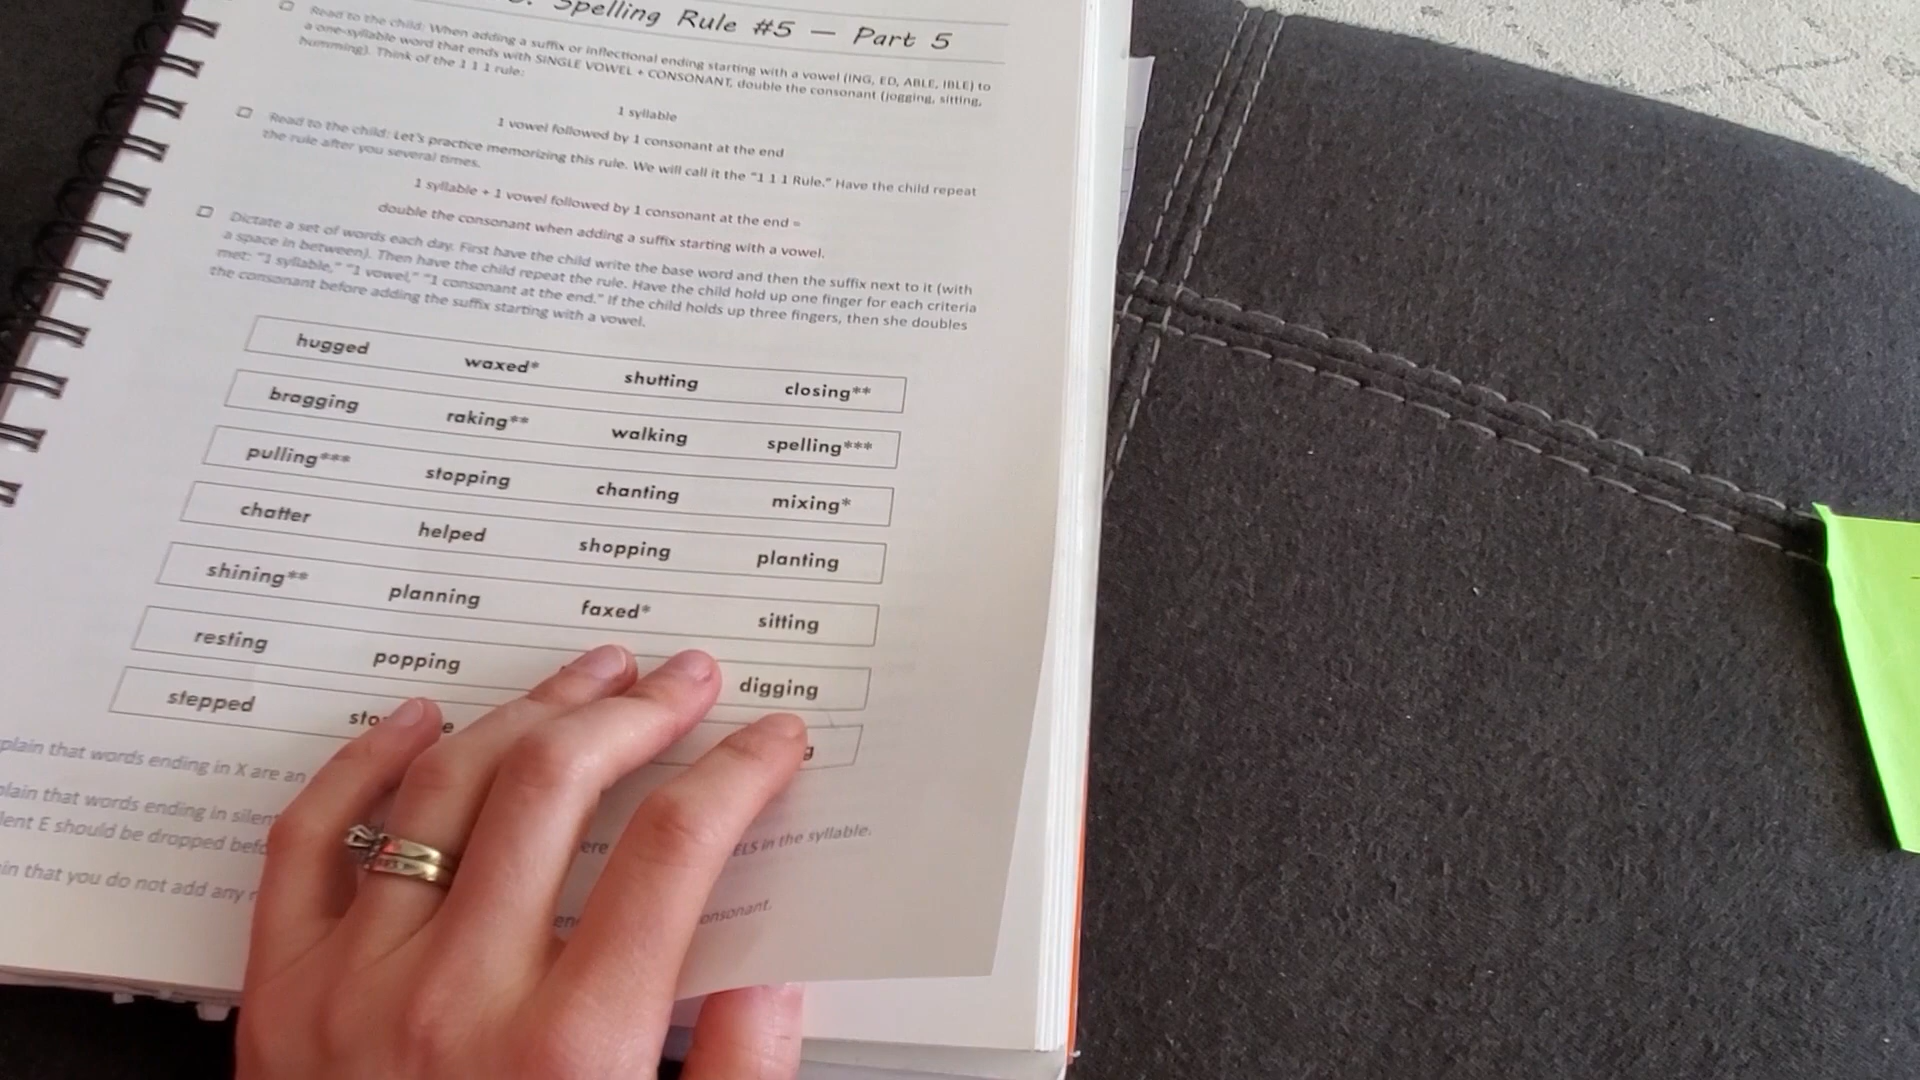 Spelling Rule #5 — Part 5
Read to the child: When adding a suffix or inflectional ending starting with a vowel (ING, ED, ABLE, IBLE) to
a one-syllable word that ends with SINGLE VOWEL + CONSONANT, double the consonant (jogging, sitting,
humming). Think of the 1 1 1 rule:
1 syllable
1 vowel followed by 1 consonant at the end
Read to the child: Let's practice memorizing this rule. We will call it the "1 1 1 Rule." Have the child repeat
the rule after you several times.
1 syllable + 1 vowel followed by 1 consonant at the end =
double the consonant when adding a suffix starting with a vowel.
Dictate a set of words each day. First have the child write the base word and then the suffix next to it (with
a space in between). Then have the child repeat the rule. Have the child hold up one finger for each criteria
met: "1 syllable," "1 vowel," "1 consonant at the end." If the child holds up three fingers, then she doubles
the consonant before adding the suffix starting with a vowel.
hugged waxed* shutting closing**
bragging raking** walking spelling***
pulling*** stopping chanting mixing*
chatter helped shopping planting
shining** planning faxed* sitting
resting popping digging
stepped
plain that words ending in X are an
plain that words ending in silent
lent E should be dropped ere ELS in the syllable.
in that you do not add any
onsonant.